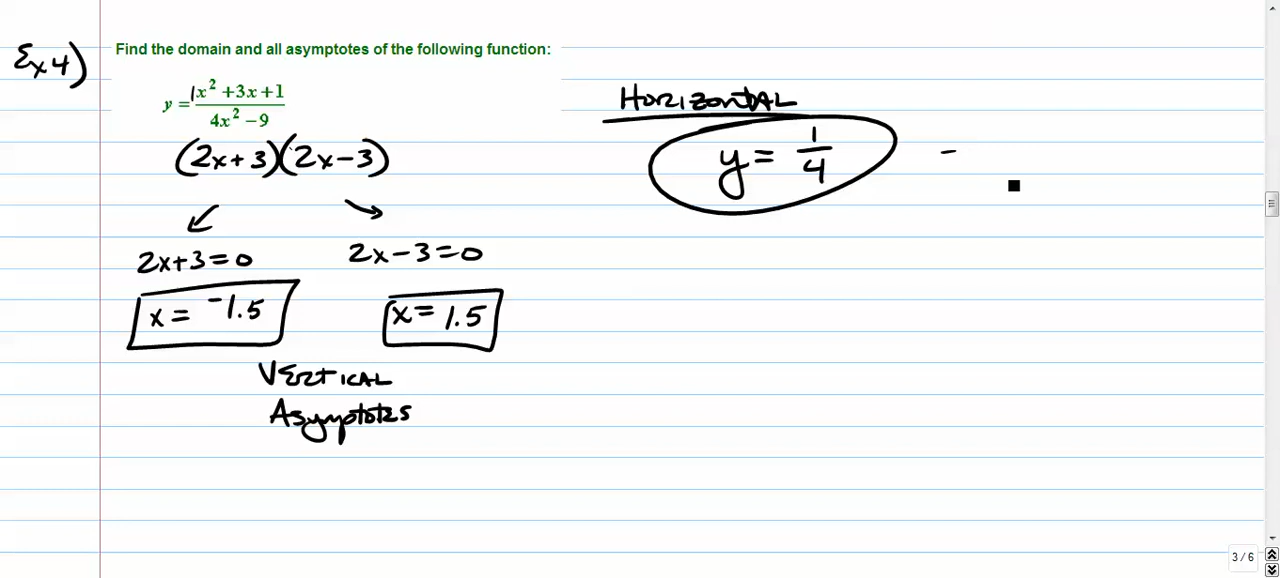 Ex 4)
Find the domain and all asymptotes of the following function:
y = 1x² + 3x + 1 / 4x² - 9
(2x+3)(2x-3)
2x+3=0
2x-3=0
x = -1.5
x = 1.5
VERTICAL
Asymptotes
HORIZONTAL
y = 1/4
-
3 / 6